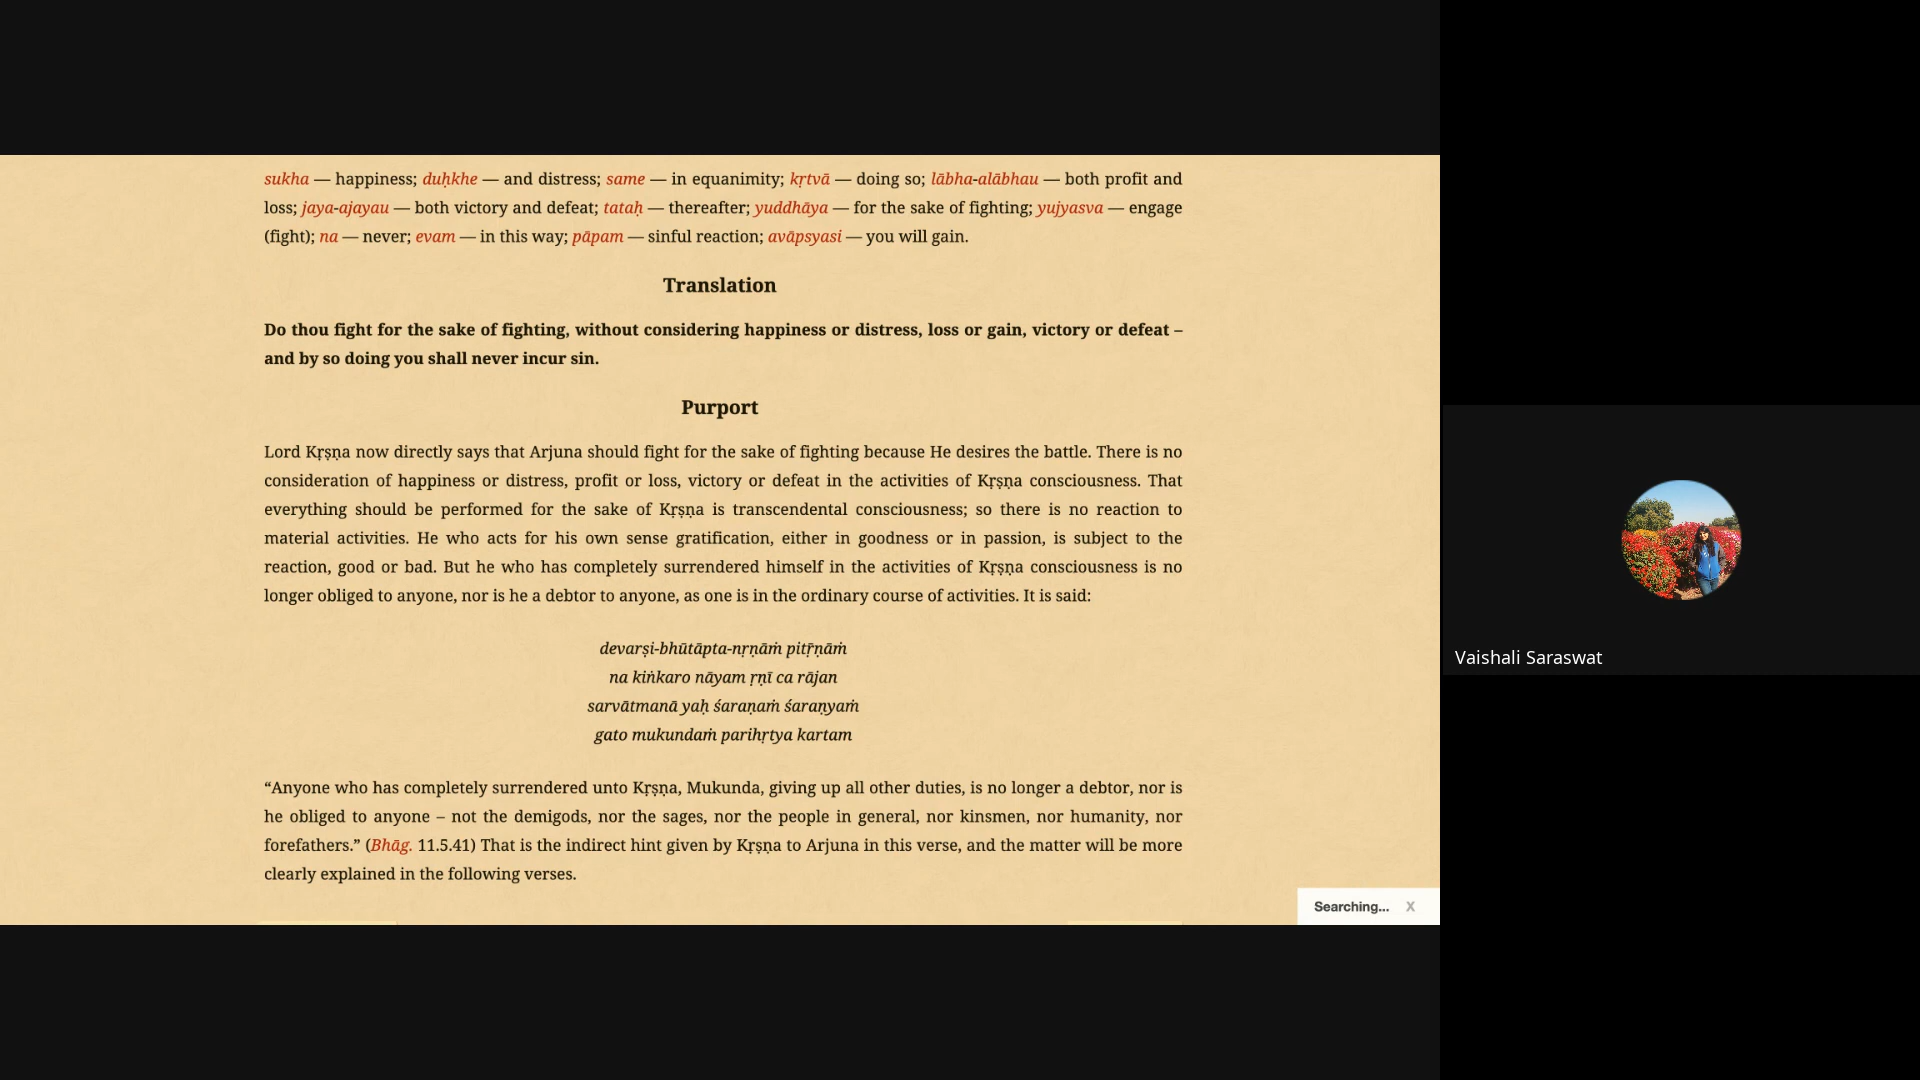 sukha — happiness; duḥkhe — and distress; same — in equanimity; kṛtvā — doing so; lābha-alābhau — both profit and
loss; jaya-ajayau — both victory and defeat; tataḥ — thereafter; yuddhāya — for the sake of fighting; yujyasva — engage
(fight); na — never; evam — in this way; pāpam — sinful reaction; avāpsyasi — you will gain.
Translation
Do thou fight for the sake of fighting, without considering happiness or distress, loss or gain, victory or defeat –
and by so doing you shall never incur sin.
Purport
Lord Kṛṣṇa now directly says that Arjuna should fight for the sake of fighting because He desires the battle. There is no
consideration of happiness or distress, profit or loss, victory or defeat in the activities of Kṛṣṇa consciousness. That
everything should be performed for the sake of Kṛṣṇa is transcendental consciousness; so there is no reaction to
material activities. He who acts for his own sense gratification, either in goodness or in passion, is subject to the
reaction, good or bad. But he who has completely surrendered himself in the activities of Kṛṣṇa consciousness is no
longer obliged to anyone, nor is he a debtor to anyone, as one is in the ordinary course of activities. It is said:
devarṣi-bhūtāpta-nṛṇāṁ pitṝṇāṁ
na kiṅkaro nāyam ṛṇī ca rājan
sarvātmanā yaḥ śaraṇaṁ śaraṇyaṁ
gato mukundaṁ parihṛtya kartam
“Anyone who has completely surrendered unto Kṛṣṇa, Mukunda, giving up all other duties, is no longer a debtor, nor is
he obliged to anyone – not the demigods, nor the sages, nor the people in general, nor kinsmen, nor humanity, nor
forefathers.” (Bhāg. 11.5.41) That is the indirect hint given by Kṛṣṇa to Arjuna in this verse, and the matter will be more
clearly explained in the following verses.
Searching... X
Vaishali Saraswat